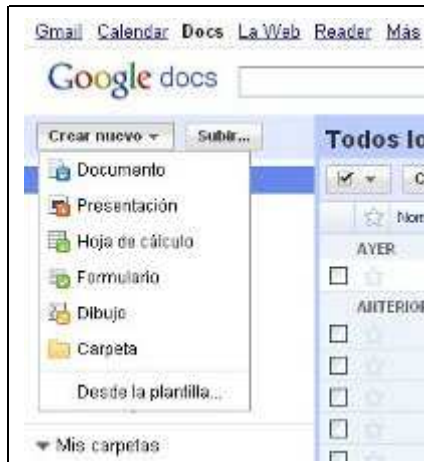 Gmail Calendar Docs La Web Reader Más
Google docs
Crear nuevo Subir...
Todos lo
Documento
Presentación
C
Hoja de cálculo
Nom
Formulario
AYER
Dibujo
ANTERIOR
Carpeta
Desde la plantilla...
Mis carpetas